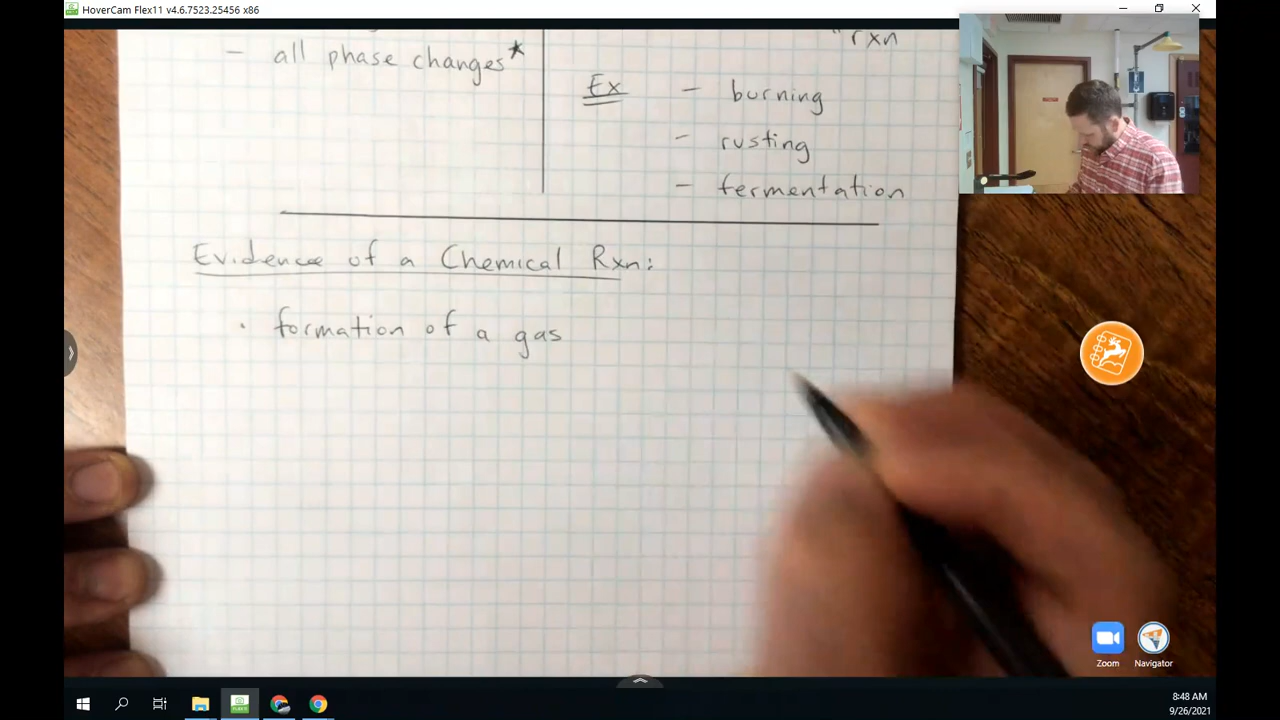 HoverCam Flex11 v4.6.7523.25456 x86
rxn
- all phase changes*
Ex - burning
- rusting
- fermentation
Evidence of a Chemical Rxn:
· formation of a gas
Zoom
Navigator
8:48 AM
9/26/2021